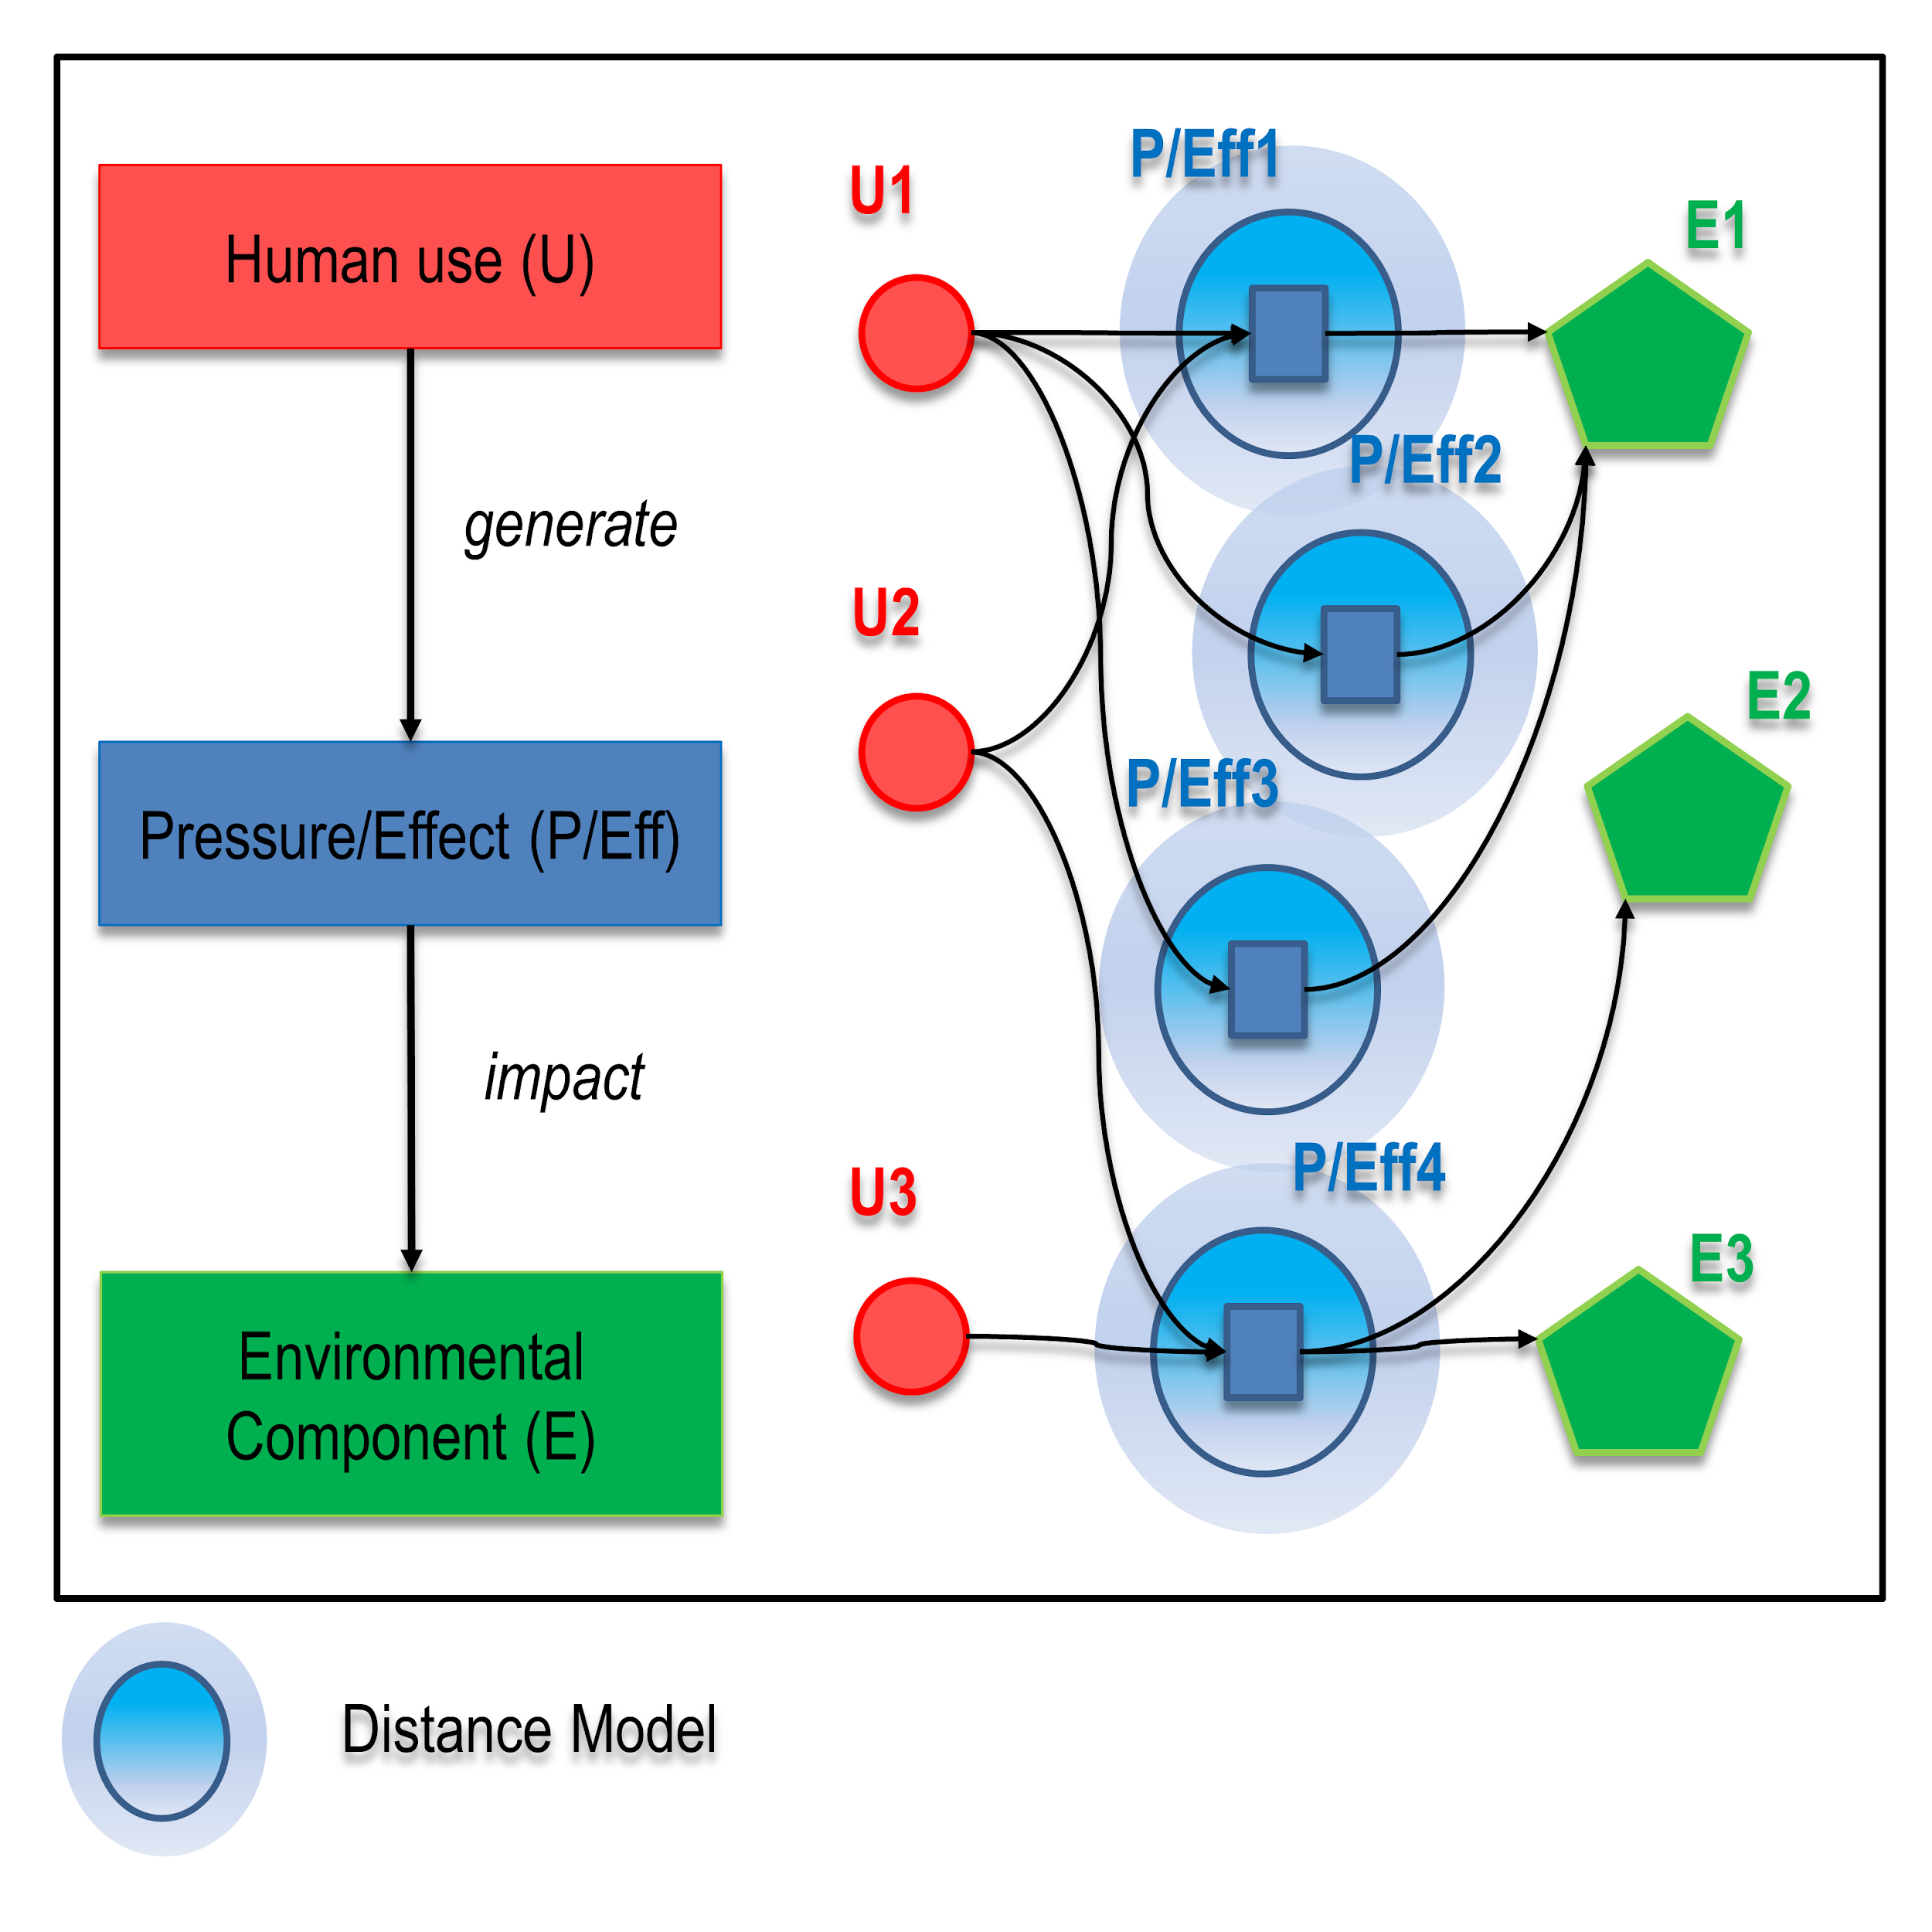 Human use (U)
generate
Pressure/Effect (P/Eff)
impact
Environmental
Component (E)
U1
U2
U3
P/Eff1
P/Eff2
P/Eff3
P/Eff4
E1
E2
E3
Distance Model